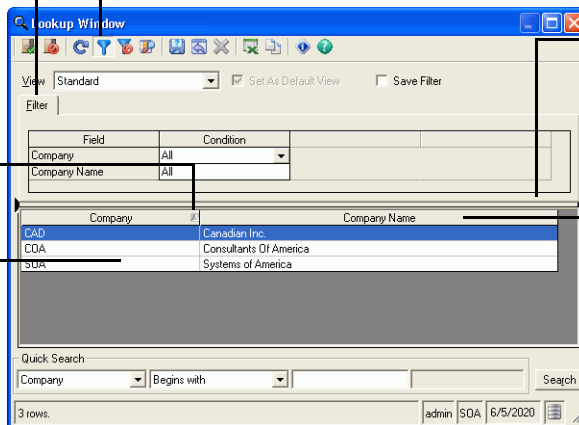 Lookup Window
View Standard Set As Default View Save Filter
Filter
Field Condition
Company All
Company Name All
Company Company Name
CAD Canadian Inc.
COA Consultants Of America
SOA Systems of America
Quick Search
Company Begins with Search
3 rows. admin SOA 6/5/2020